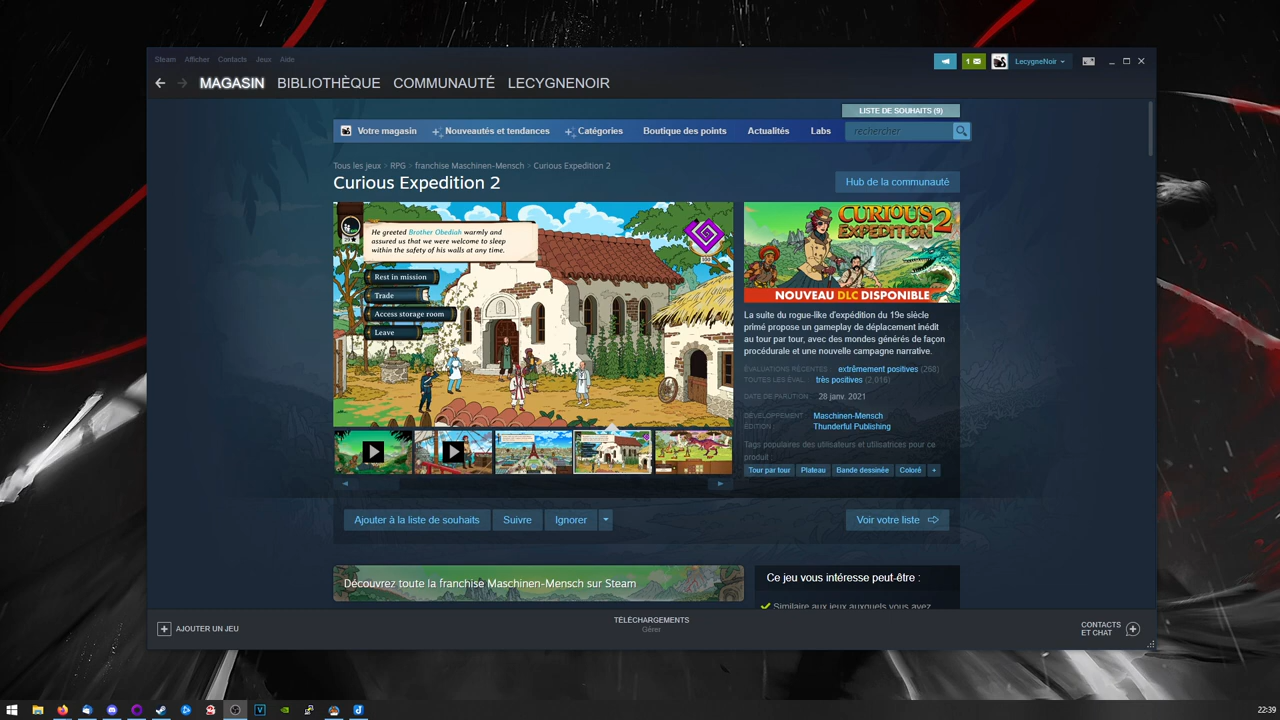 Steam Afficher Contacts Jeux Aide
1
LecygneNoir
MAGASIN BIBLIOTHÈQUE COMMUNAUTÉ LECYGNENOIR
LISTE DE SOUHAITS (9)
Votre magasin Nouveautés et tendances Catégories Boutique des points Actualités Labs rechercher
Tous les jeux > RPG > franchise Maschinen-Mensch > Curious Expedition 2
Curious Expedition 2
Hub de la communauté
He greeted Brother Obediah warmly and
assured us that we were welcome to sleep
within the safety of his walls at any time.
Rest in mission
Trade
Access storage room
Leave
CURIOUS
EXPEDITION 2
NOUVEAU DLC DISPONIBLE
La suite du rogue-like d'expédition du 19e siècle
primé propose un gameplay de déplacement inédit
au tour par tour, avec des mondes générés de façon
procédurale et une nouvelle campagne narrative.
ÉVALUATIONS RÉCENTES : extrêmement positives (268)
TOUTES LES ÉVAL. : très positives (2,016)
DATE DE PARUTION : 28 janv. 2021
DÉVELOPPEMENT : Maschinen-Mensch
ÉDITION : Thunderful Publishing
Tags populaires des utilisateurs et utilisatrices pour ce
produit :
Tour par tour Plateau Bande dessinée Coloré +
Ajouter à la liste de souhaits Suivre Ignorer
Voir votre liste
Découvrez toute la franchise Maschinen-Mensch sur Steam
Ce jeu vous intéresse peut-être :
Similaire aux jeux auxquels vous avez
AJOUTER UN JEU
TÉLÉCHARGEMENTS
Gérer
CONTACTS
ET CHAT
22:39